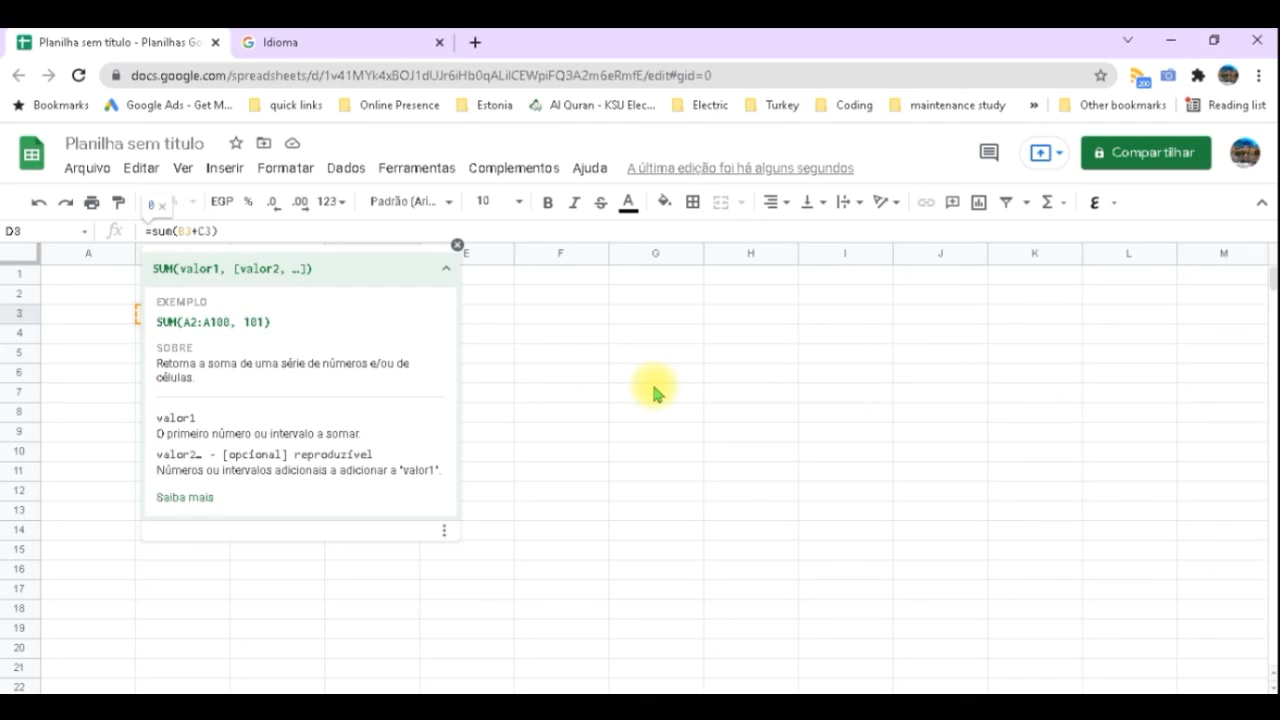 Planilha sem título - Planilhas Go
Idioma
docs.google.com/spreadsheets/d/1v41MYk4xBOJ1dUJr6iHb0qALilCEWpiFQ3A2m6eRmfE/edit#gid=0
200
Bookmarks Google Ads - Get M... quick links Online Presence Estonia Al Quran - KSU Elec... Electric Turkey Coding maintenance study » Other bookmarks Reading list
Planilha sem título
Arquivo Editar Ver Inserir Formatar Dados Ferramentas Complementos Ajuda A última edição foi há alguns segundos
Compartilhar
0 × EGP % .0 .00 123 Padrão (Ari... 10 B I S A Σ ε
D3 fx =sum(B3+C3)
A E F G H I J K L M
SUM(valor1, [valor2, …])
EXEMPLO
SUM(A2:A100, 101)
SOBRE
Retorna a soma de uma série de números e/ou de
células.
valor1
O primeiro número ou intervalo a somar.
valor2… - [opcional] reproduzível
Números ou intervalos adicionais a adicionar a "valor1".
Saiba mais
1
2
3
4
5
6
7
8
9
10
11
12
13
14
15
16
17
18
19
20
21
22